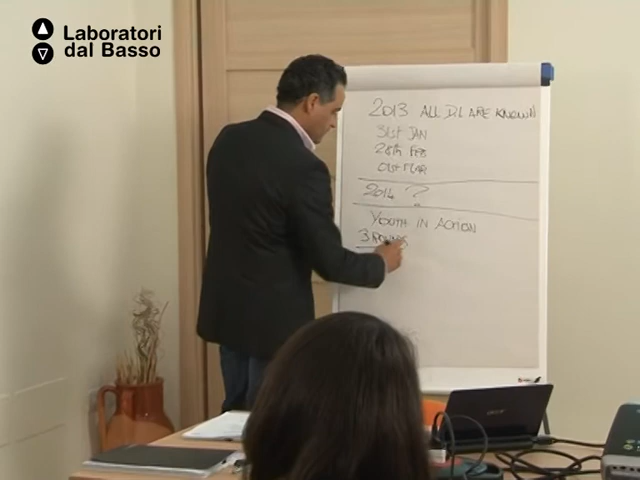 Laboratori
dal Basso
2013 ALL DL ARE KNOWN
31ST JAN
28th FEB
01ST MAR
2014 ?
YOUTH IN ACTION
3 ROUNDS
acer